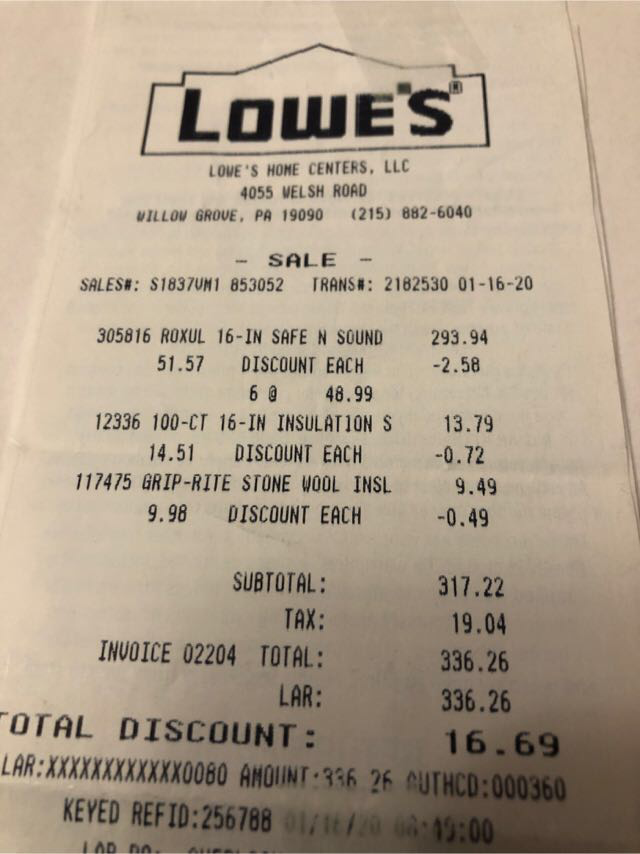 LOWE'S®
LOWE'S HOME CENTERS, LLC
4055 WELSH ROAD
WILLOW GROVE, PA 19090 (215) 882-6040
- SALE -
SALES#: S1837VM1 853052 TRANS#: 2182530 01-16-20
305816 ROXUL 16-IN SAFE N SOUND 293.94
51.57 DISCOUNT EACH -2.58
6 @ 48.99
12336 100-CT 16-IN INSULATION S 13.79
14.51 DISCOUNT EACH -0.72
117475 GRIP-RITE STONE WOOL INSL 9.49
9.98 DISCOUNT EACH -0.49
SUBTOTAL: 317.22
TAX: 19.04
INVOICE 02204 TOTAL: 336.26
LAR: 336.26
TOTAL DISCOUNT: 16.69
LAR:XXXXXXXXXXXX0080 AMOUNT:336.26 AUTHCD:000360
KEYED REFID:256788 01/16/20